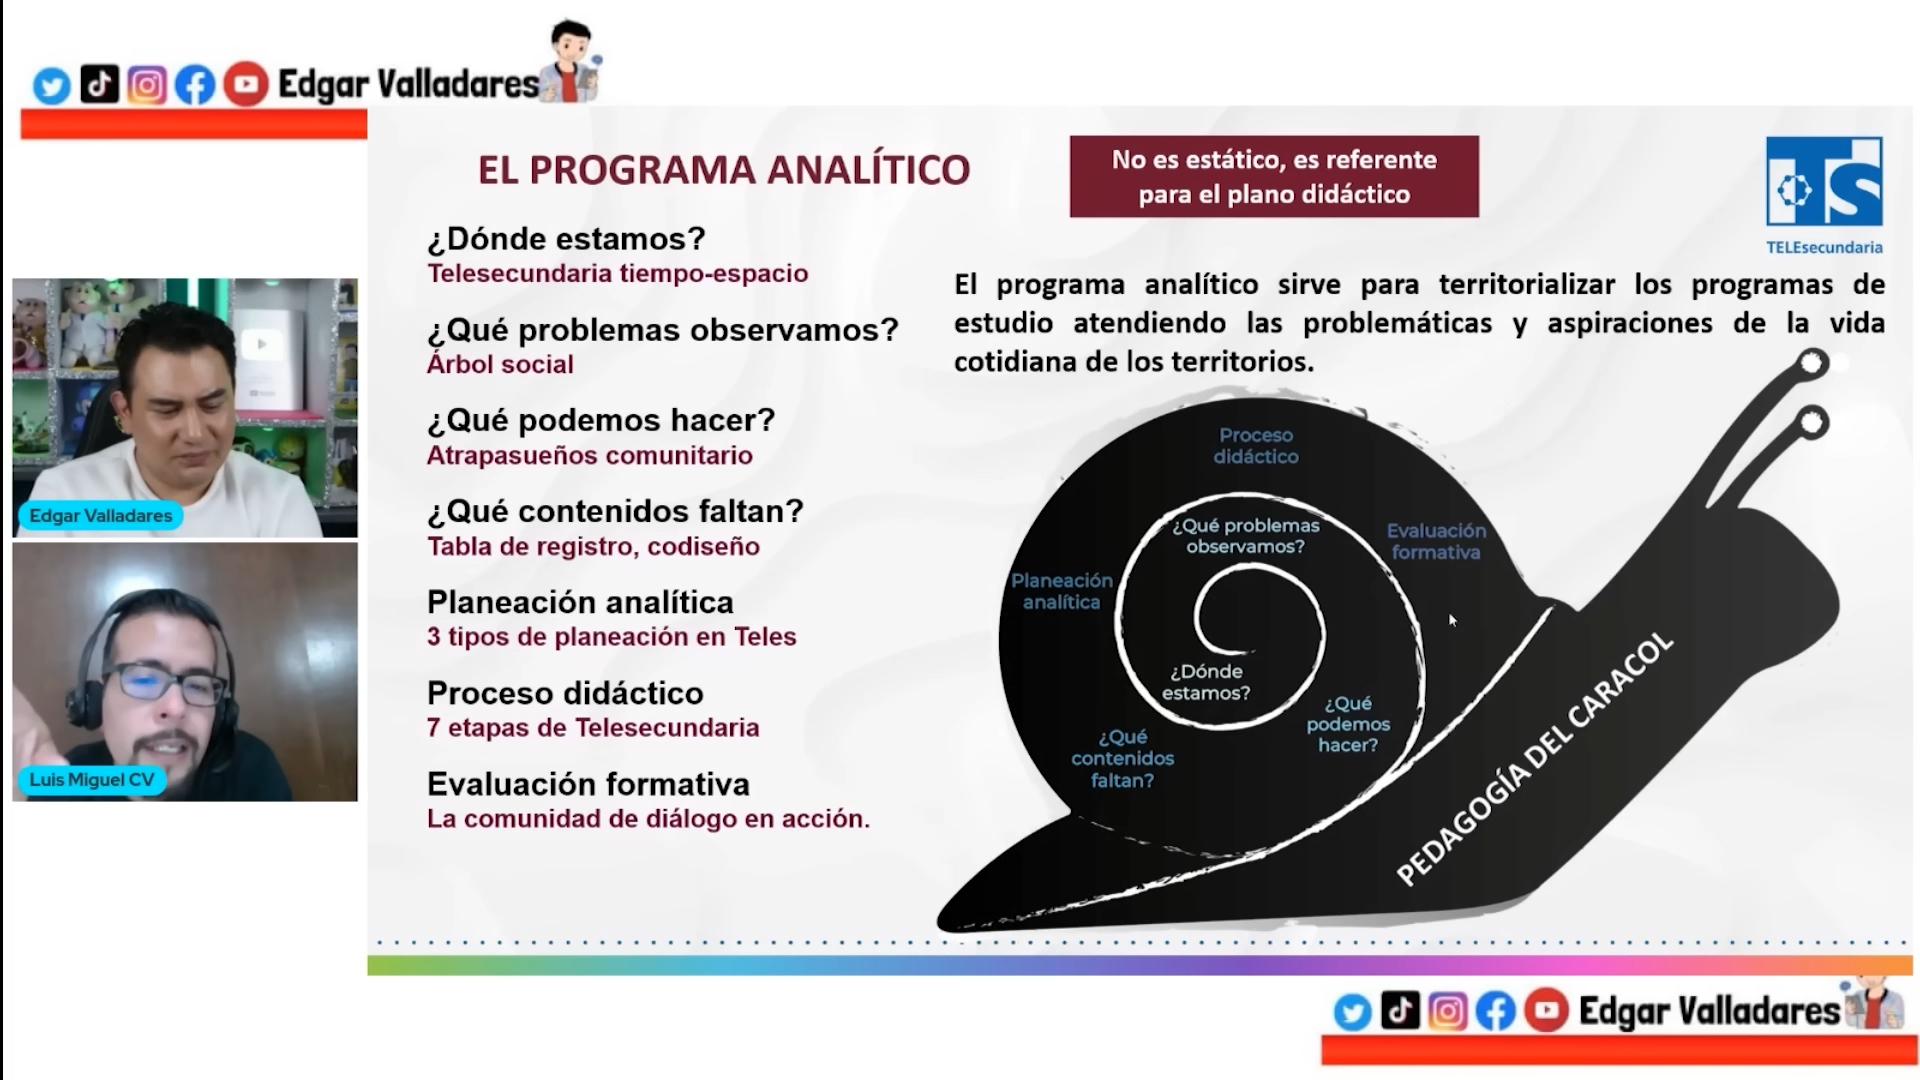 Edgar Valladares
EL PROGRAMA ANALÍTICO
No es estático, es referente
para el plano didáctico
TS
TELEsecundaria
¿Dónde estamos?
Telesecundaria tiempo-espacio
¿Qué problemas observamos?
Árbol social
¿Qué podemos hacer?
Atrapasueños comunitario
¿Qué contenidos faltan?
Tabla de registro, codiseño
Planeación analítica
3 tipos de planeación en Teles
Proceso didáctico
7 etapas de Telesecundaria
Evaluación formativa
La comunidad de diálogo en acción.
El programa analítico sirve para territorializar los programas de
estudio atendiendo las problemáticas y aspiraciones de la vida
cotidiana de los territorios.
Proceso
didáctico
¿Qué problemas
observamos?
Evaluación
formativa
Planeación
analítica
¿Dónde
estamos?
¿Qué
podemos
hacer?
¿Qué
contenidos
faltan?
PEDAGOGÍA DEL CARACOL
Edgar Valladares
Luis Miguel CV
Edgar Valladares